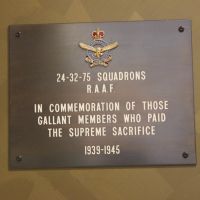 24-32-75 SQUADRONS
R.A.A.F.
IN COMMEMORATION OF THOSE
GALLANT MEMBERS WHO PAID
THE SUPREME SACRIFICE
1939-1945